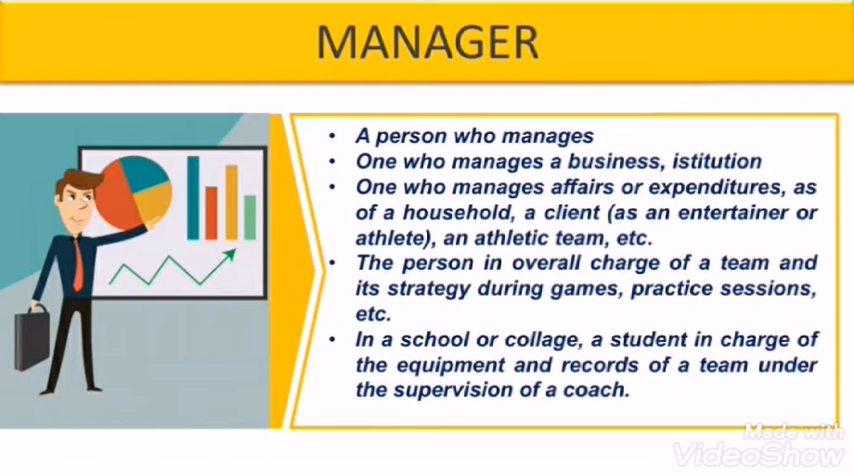 MANAGER
• A person who manages
• One who manages a business, istitution
• One who manages affairs or expenditures, as
of a household, a client (as an entertainer or
athlete), an athletic team, etc.
• The person in overall charge of a team and
its strategy during games, practice sessions,
etc.
• In a school or collage, a student in charge of
the equipment and records of a team under
the supervision of a coach.
Made with
VideoShow